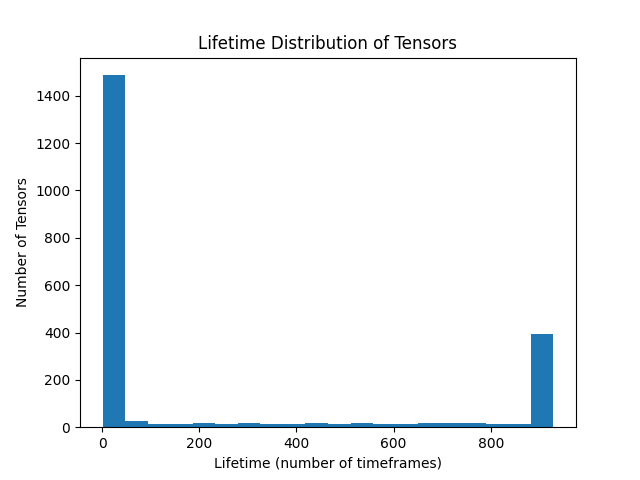 Lifetime Distribution of Tensors
1400
1200
1000
800
600
400
200
0
Number of Tensors
0 200 400 600 800
Lifetime (number of timeframes)